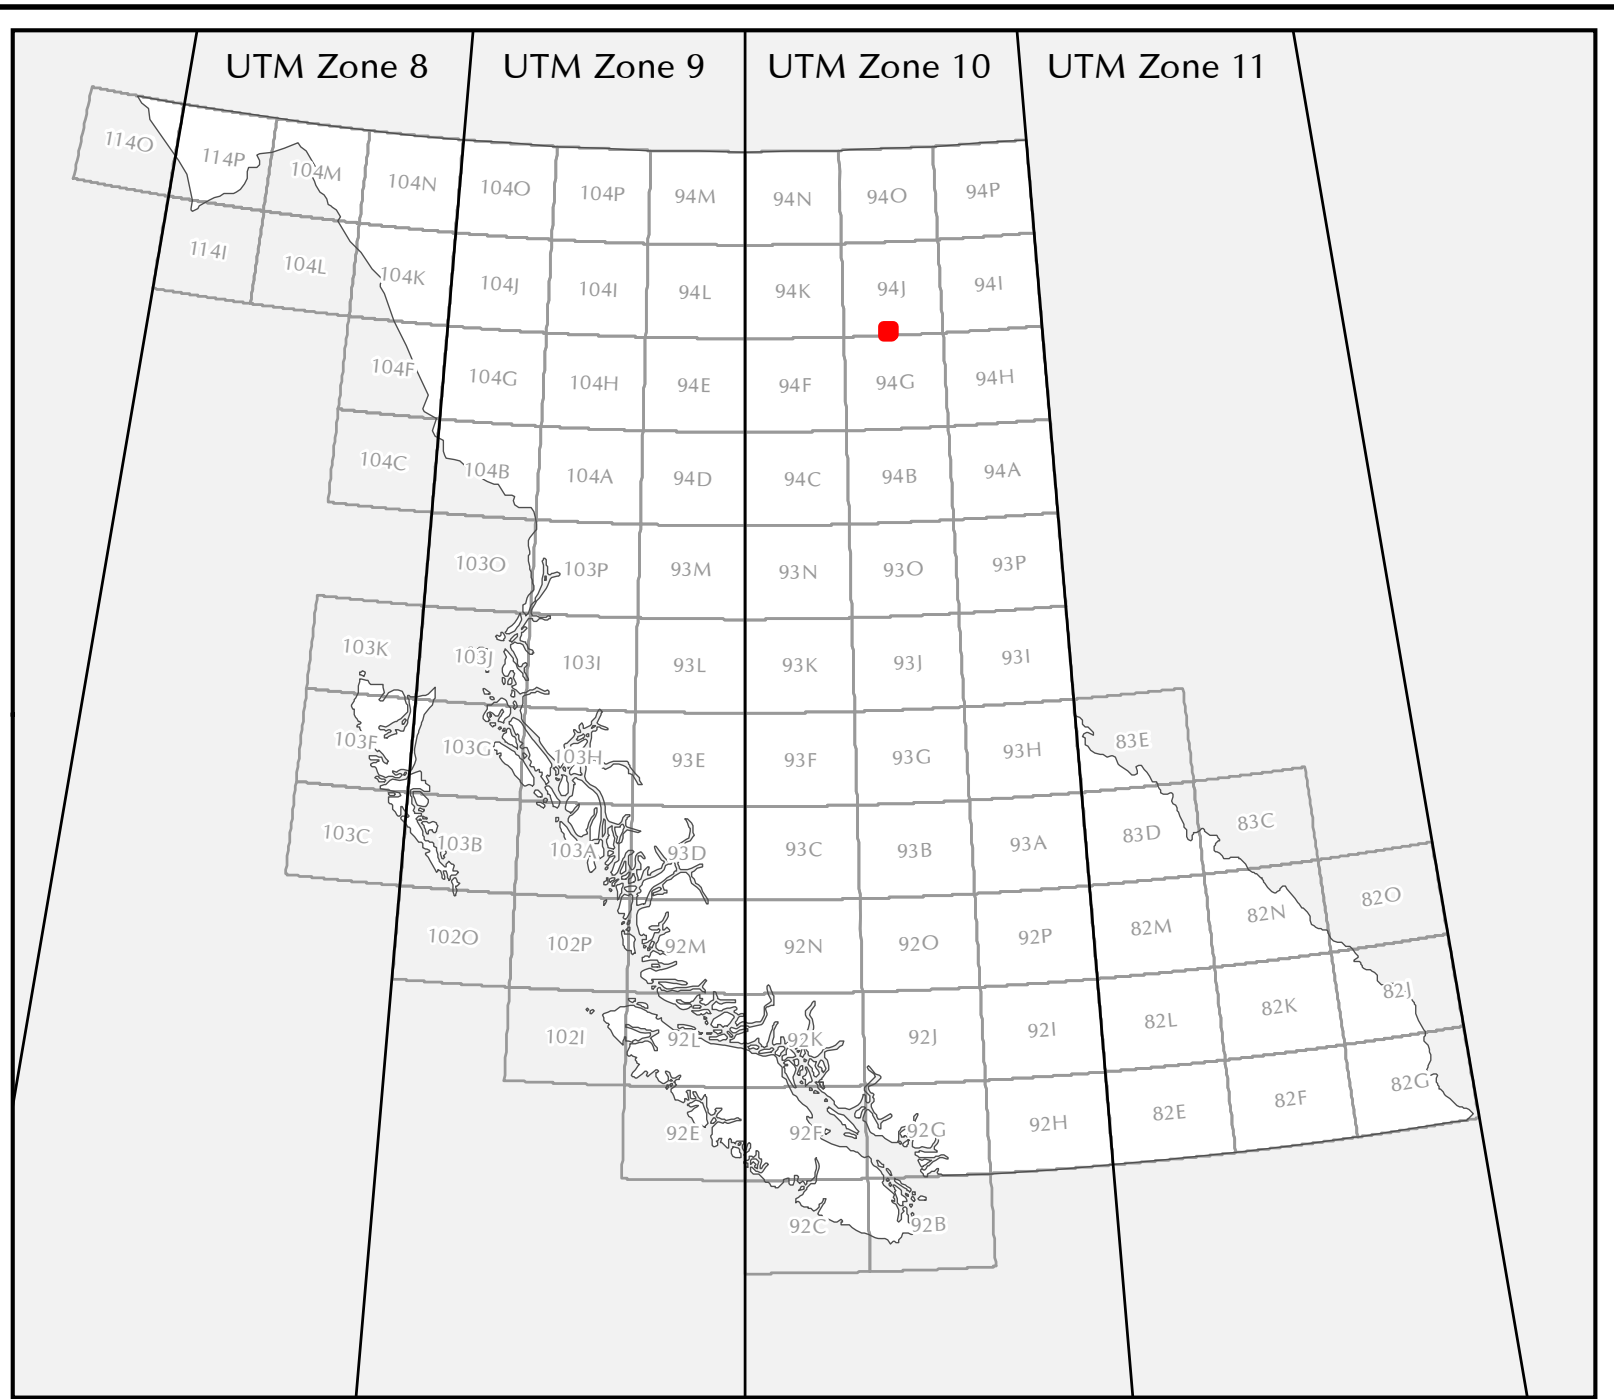 UTM Zone 8 UTM Zone 9 UTM Zone 10 UTM Zone 11
114O 114P 104M 104N 104O 104P 94M 94N 94O 94P
114I 104L 104K 104J 104I 94L 94K 94J 94I
104F 104G 104H 94E 94F 94G 94H
104C 104B 104A 94D 94C 94B 94A
103O 103P 93M 93N 93O 93P
103K 103J 103I 93L 93K 93J 93I
103F 103G 103H 93E 93F 93G 93H 83E
103C 103B 103A 93D 93C 93B 93A 83D 83C
102O 102P 92M 92N 92O 92P 82M 82N 82O
102I 92L 92K 92J 92I 82L 82K 82J
92E 92F 92G 92H 82E 82F 82G
92C 92B